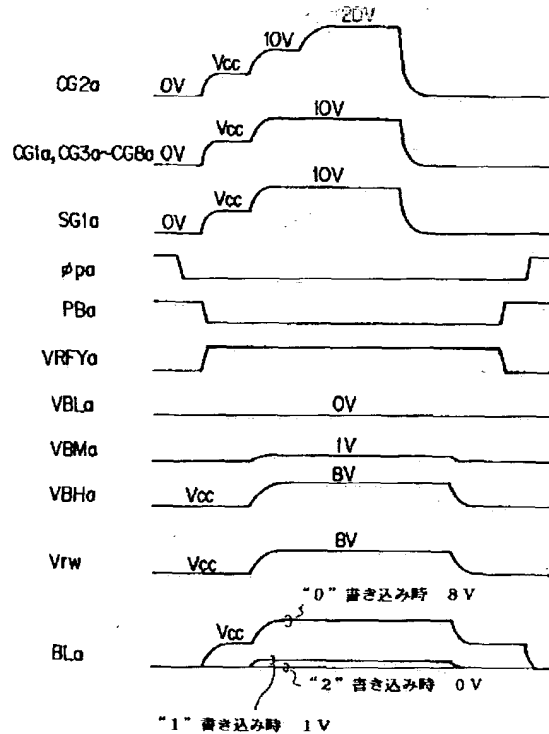 20V
10V
Vcc
0V
CG2a
10V
Vcc
CG1a,CG3a~CG8a 0V
10V
Vcc
SG1a 0V
φpa
PBa
VRFYa
VBLa 0V
VBMa 1V
8V
VBHa Vcc
Vrw Vcc 8V
“0” 書き込み時 8V
Vcc
BLa
“2” 書き込み時 0V
“1” 書き込み時 1V